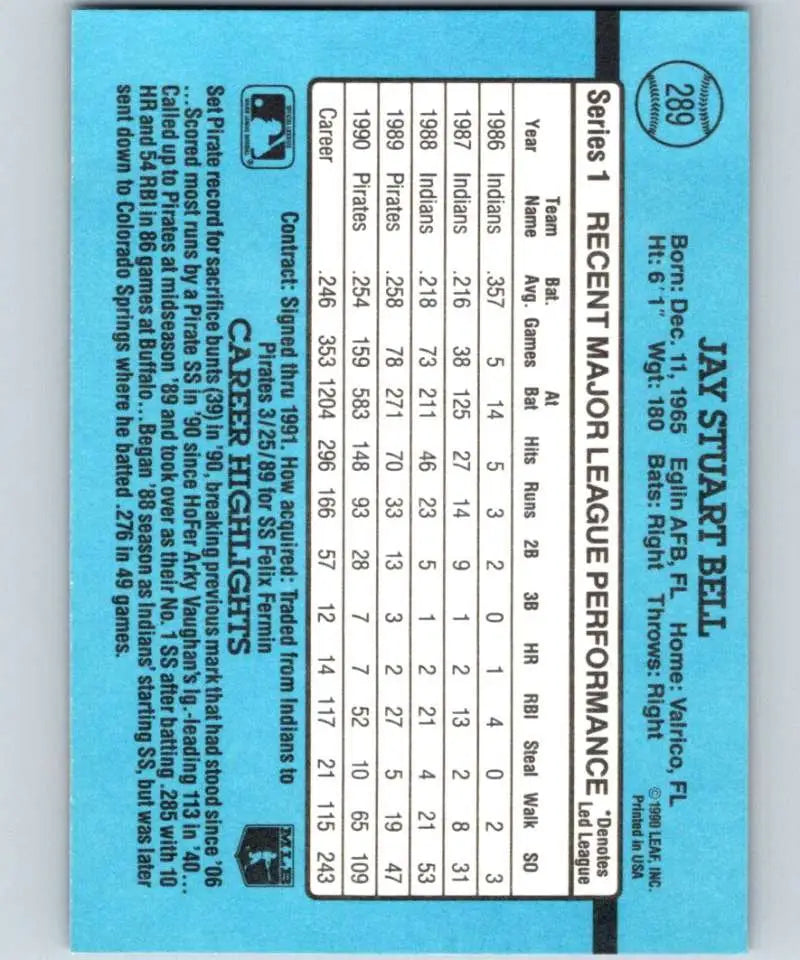 289
JAY STUART BELL
Born: Dec. 11, 1965 Eglin AFB, FL Home: Valrico, FL
Ht: 6'1" Wgt: 180 Bats: Right Throws: Right
© 1990 LEAF, INC.
Printed in USA
Series 1 RECENT MAJOR LEAGUE PERFORMANCE *Denotes Led League
Year Team Name Bat. Avg. Games At Bat Hits Runs 2B 3B HR RBI Steal Walk SO
1986 Indians .357 5 14 5 3 2 0 1 4 0 2 3
1987 Indians .216 38 125 27 14 9 1 2 13 2 8 31
1988 Indians .218 73 211 46 23 5 1 2 21 4 21 53
1989 Pirates .258 78 271 70 33 13 3 2 27 5 19 47
1990 Pirates .254 159 583 148 93 28 7 7 52 10 65 109
Career .246 353 1204 296 166 57 12 14 117 21 115 243
Contract: Signed thru 1991. How acquired: Traded from Indians to
Pirates 3/25/89 for SS Felix Fermin
MLB
CAREER HIGHLIGHTS
Set Pirate record for sacrifice bunts (39) in '90, breaking previous mark that had stood since '06
...Scored most runs by a Pirate SS in '90 since HoFer Arky Vaughan's lg.-leading 113 in '40...
Called up to Pirates at midseason '89 and took over as their No. 1 SS after batting .285 with 10
HR and 54 RBI in 86 games at Buffalo... Began '88 season as Indians' starting SS, but was later
sent down to Colorado Springs where he batted .276 in 49 games.